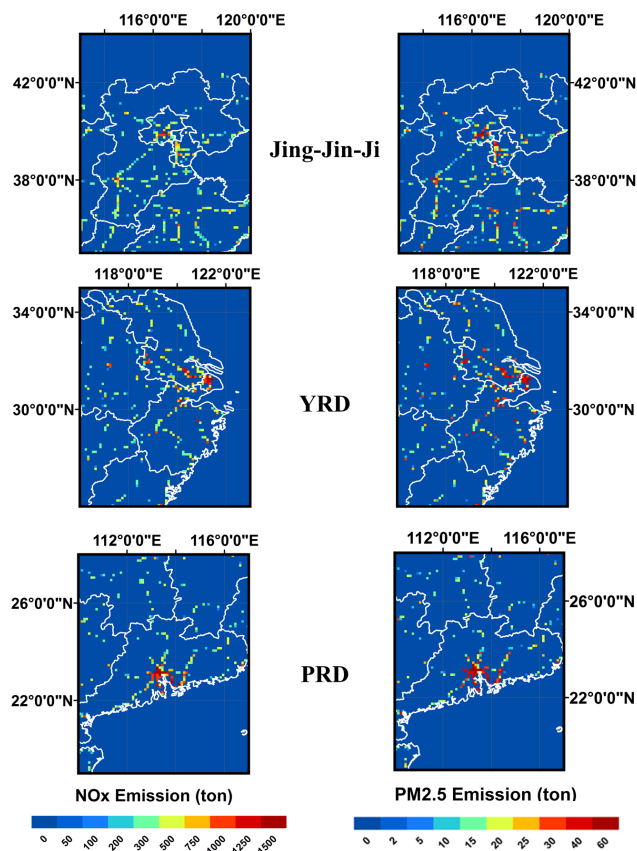 116°0'0"E 120°0'0"E
116°0'0"E 120°0'0"E
42°0'0"N
42°0'0"N
Jing-Jin-Ji
38°0'0"N
38°0'0"N
118°0'0"E 122°0'0"E
118°0'0"E 122°0'0"E
34°0'0"N
34°0'0"N
30°0'0"N
30°0'0"N
YRD
112°0'0"E 116°0'0"E
112°0'0"E 116°0'0"E
26°0'0"N
26°0'0"N
PRD
22°0'0"N
22°0'0"N
NOx Emission (ton)
0 50 100 200 300 500 750 1000 1250 1500
PM2.5 Emission (ton)
0 2 5 10 15 20 25 30 40 60